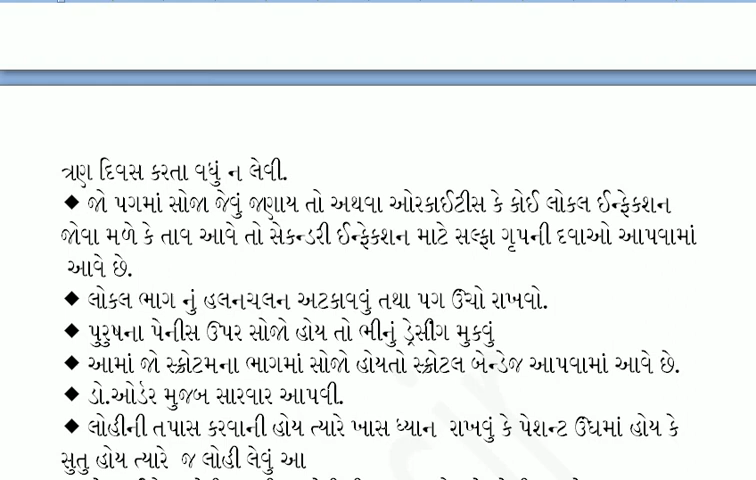 ત્રણ દિવસ કરતા વધું ન લેવી.
◆ જો પગમાં સોજા જેવું જણાય તો અથવા ઓરકાઈટીસ કે કોઈ લોકલ ઈન્ફેકશન
જોવા મળે કે તાવ આવે તો સેકન્ડરી ઈન્ફેકશન માટે સલ્ફા ગૃપની દવાઓ આપવામાં
આવે છે.
◆ લોકલ ભાગ નું હલનચલન અટકાવવું તથા પગ ઉંચો રાખવો.
◆ પુરુષના પેનીસ ઉપર સોજો હોય તો ભીનું ડ્રેસીંગ મુકવું
◆ આમાં જો સ્ક્રોટમના ભાગમાં સોજો હોયતો સ્ક્રોટલ બેન્ડેજ આપવામાં આવે છે.
◆ ડો.ઓર્ડર મુજબ સારવાર આપવી.
◆ લોહીની તપાસ કરવાની હોય ત્યારે ખાસ ધ્યાન રાખવું કે પેશન્ટ ઉંઘમાં હોય કે
સુતુ હોય ત્યારે જ લોહી લેવું આ